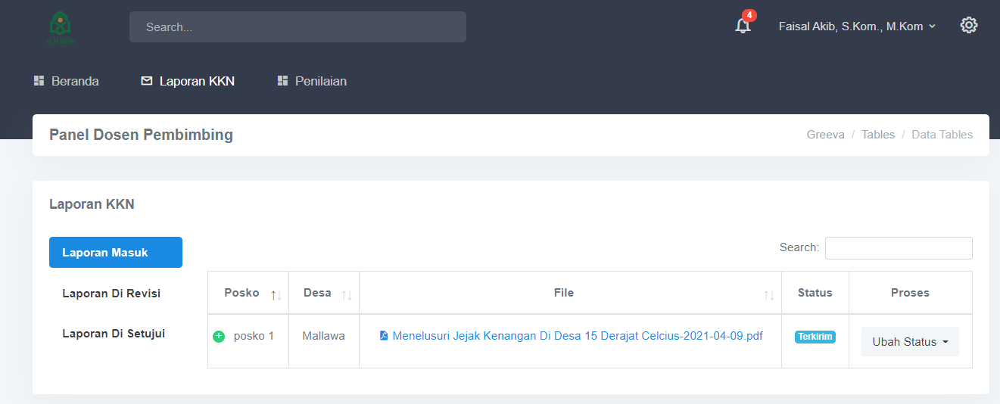 Search...
4
Faisal Akib, S.Kom., M.Kom
Beranda
Laporan KKN
Penilaian
Panel Dosen Pembimbing
Greeva / Tables / Data Tables
Laporan KKN
Laporan Masuk
Laporan Di Revisi
Laporan Di Setujui
Search:
Posko Desa File Status Proses
posko 1 Mallawa Menelusuri Jejak Kenangan Di Desa 15 Derajat Celcius-2021-04-09.pdf Terkirim Ubah Status